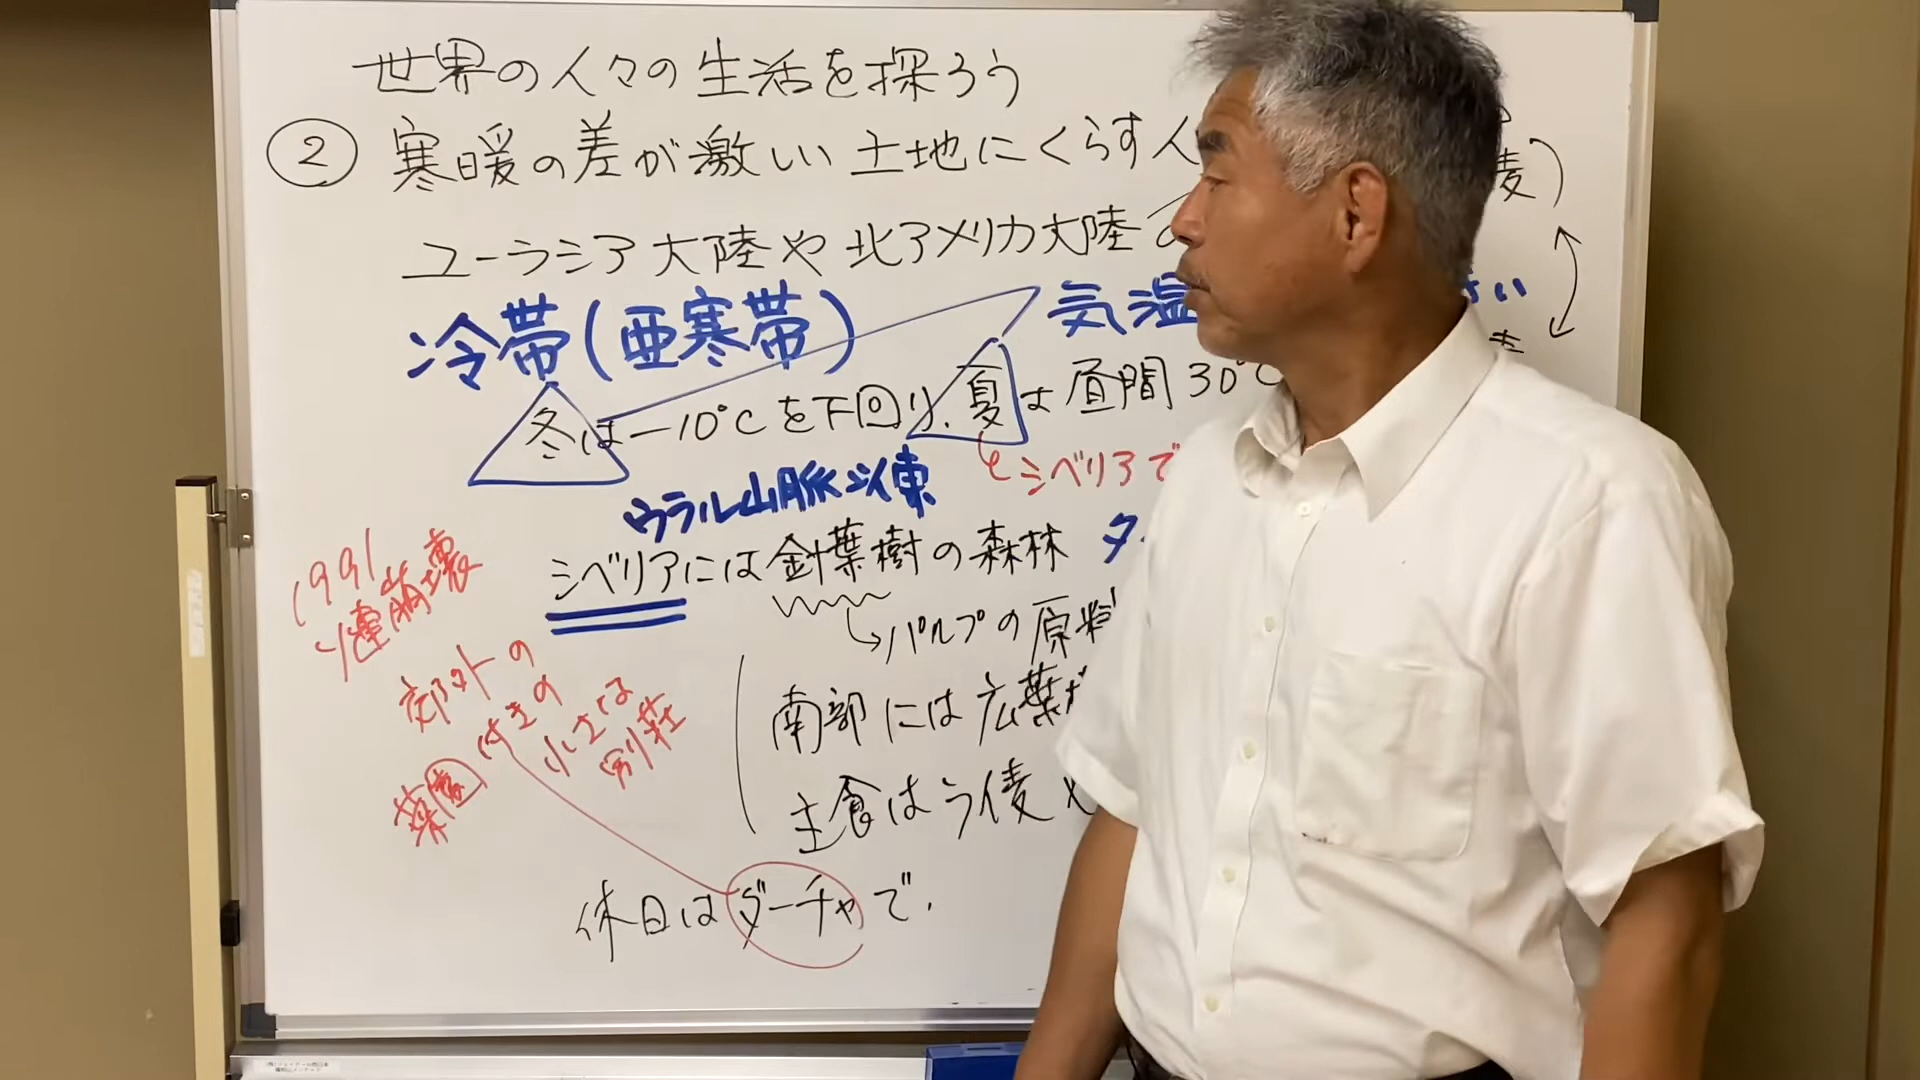 世界の人々の生活を探ろう
② 寒暖の差が激しい土地にくらす人
麦)
ユーラシア大陸や北アメリカ大陸の
冷帯(亜寒帯) 気温 さい
冬は−10℃を下回り、夏は昼間30℃
シベリアで
ウラル山脈以東
シベリアには針葉樹の森林 タ
→パルプの原料
南部には広葉
主食はライ麦や
休日はダーチャで.
1991
ソ連崩壊
郊外の
菜園付きの
小さな
別荘